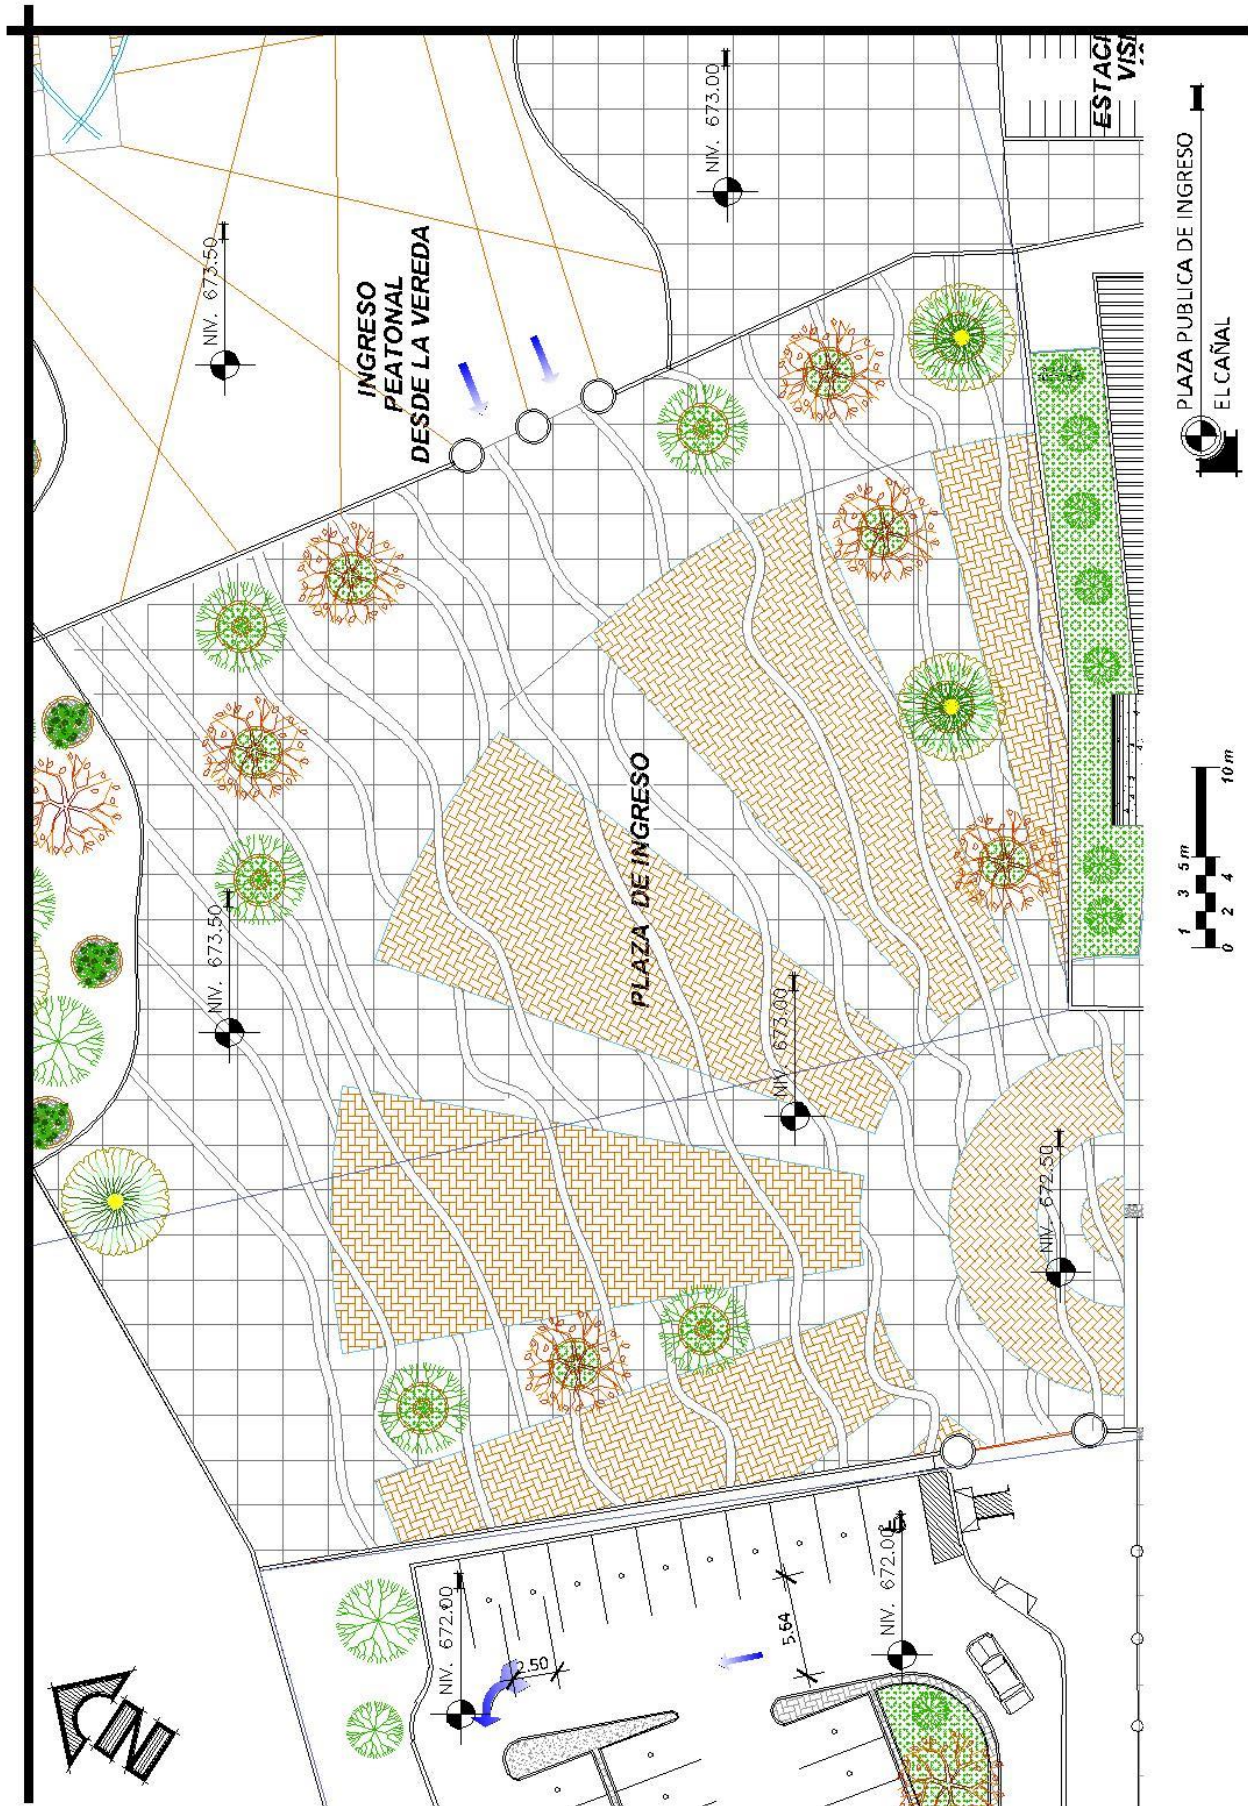 NIV. 673.50
INGRESO
PEATONAL
DESDE LA VEREDA
NIV. 673.00
ESTACI
VISI
PLAZA PUBLICA DE INGRESO
EL CAÑAL
NIV. 673.50
PLAZA DE INGRESO
NIV. 673.00
NIV. 672.50
0 1 2 3 4 5 m 10 m
NIV. 672.00
2.50
5.64
NIV. 672.00
N